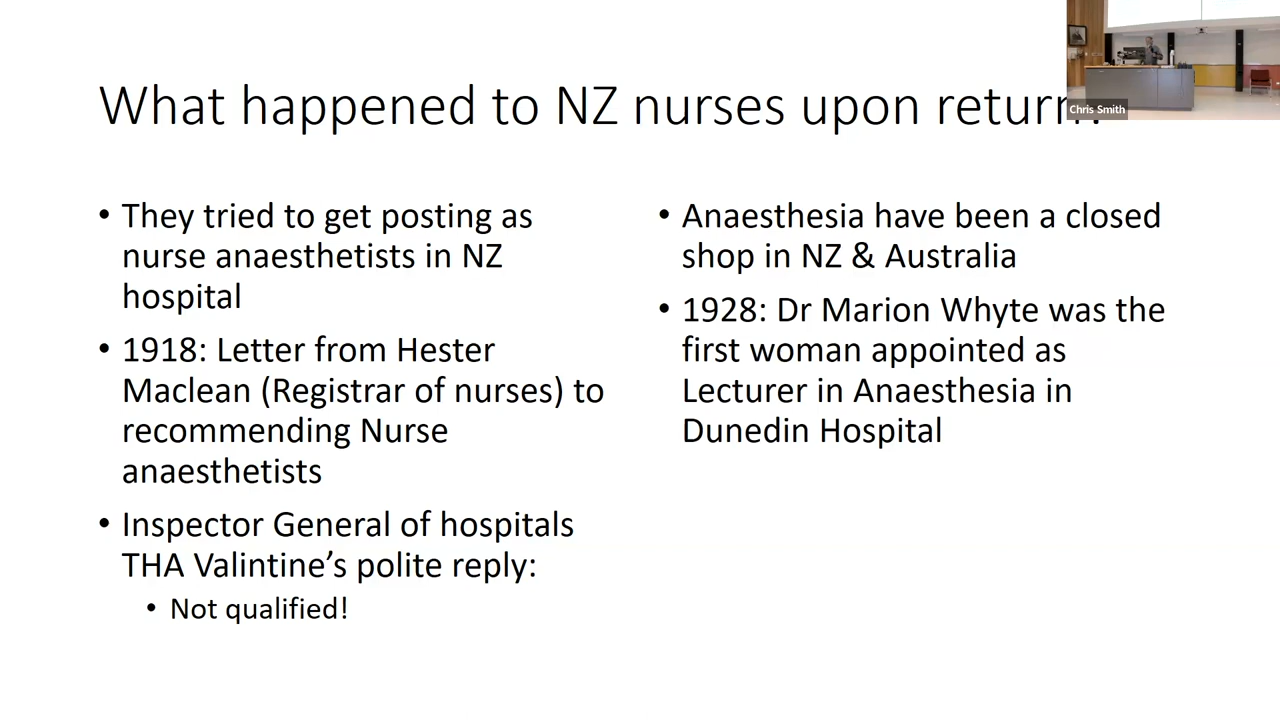 What happened to NZ nurses upon return?
Chris Smith
• They tried to get posting as
nurse anaesthetists in NZ
hospital
• 1918: Letter from Hester
Maclean (Registrar of nurses) to
recommending Nurse
anaesthetists
• Inspector General of hospitals
THA Valintine’s polite reply:
• Not qualified!
• Anaesthesia have been a closed
shop in NZ & Australia
• 1928: Dr Marion Whyte was the
first woman appointed as
Lecturer in Anaesthesia in
Dunedin Hospital